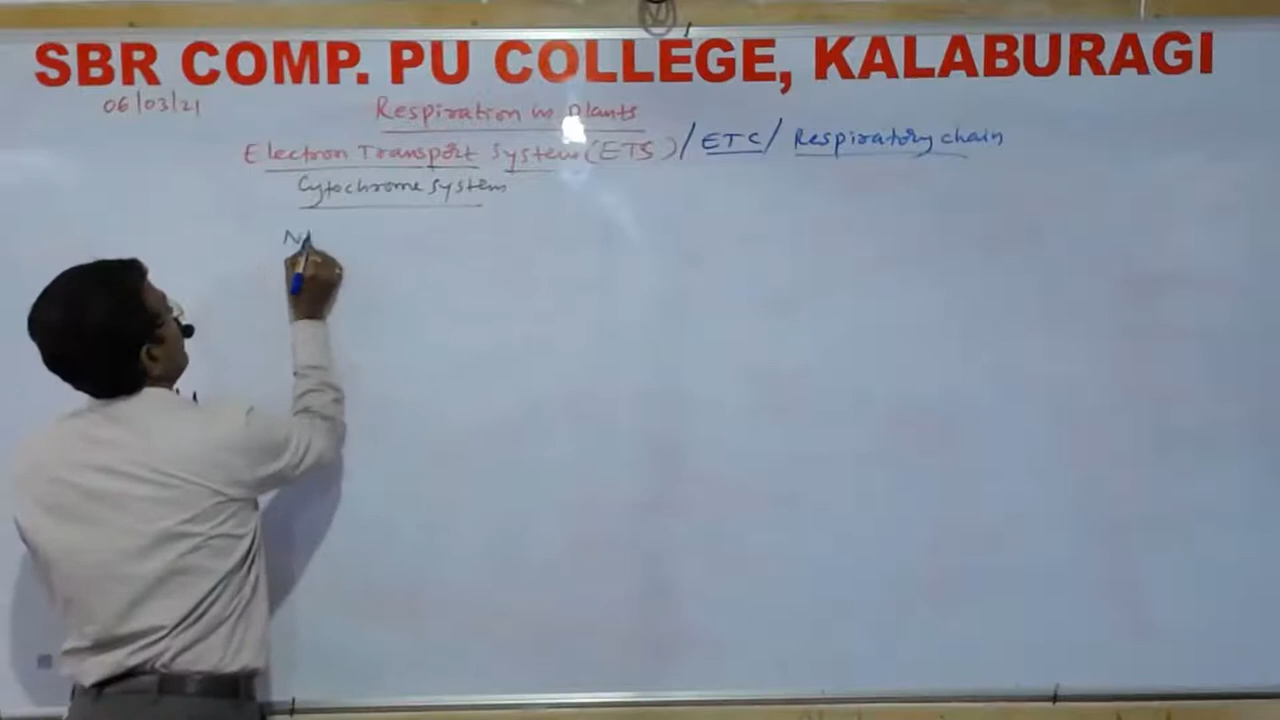 SBR COMP. PU COLLEGE, KALABURAGI
06/03/21
Respiration in Plants
Electron Transport System (ETS) / ETC / Respiratory chain
Cytochrome system